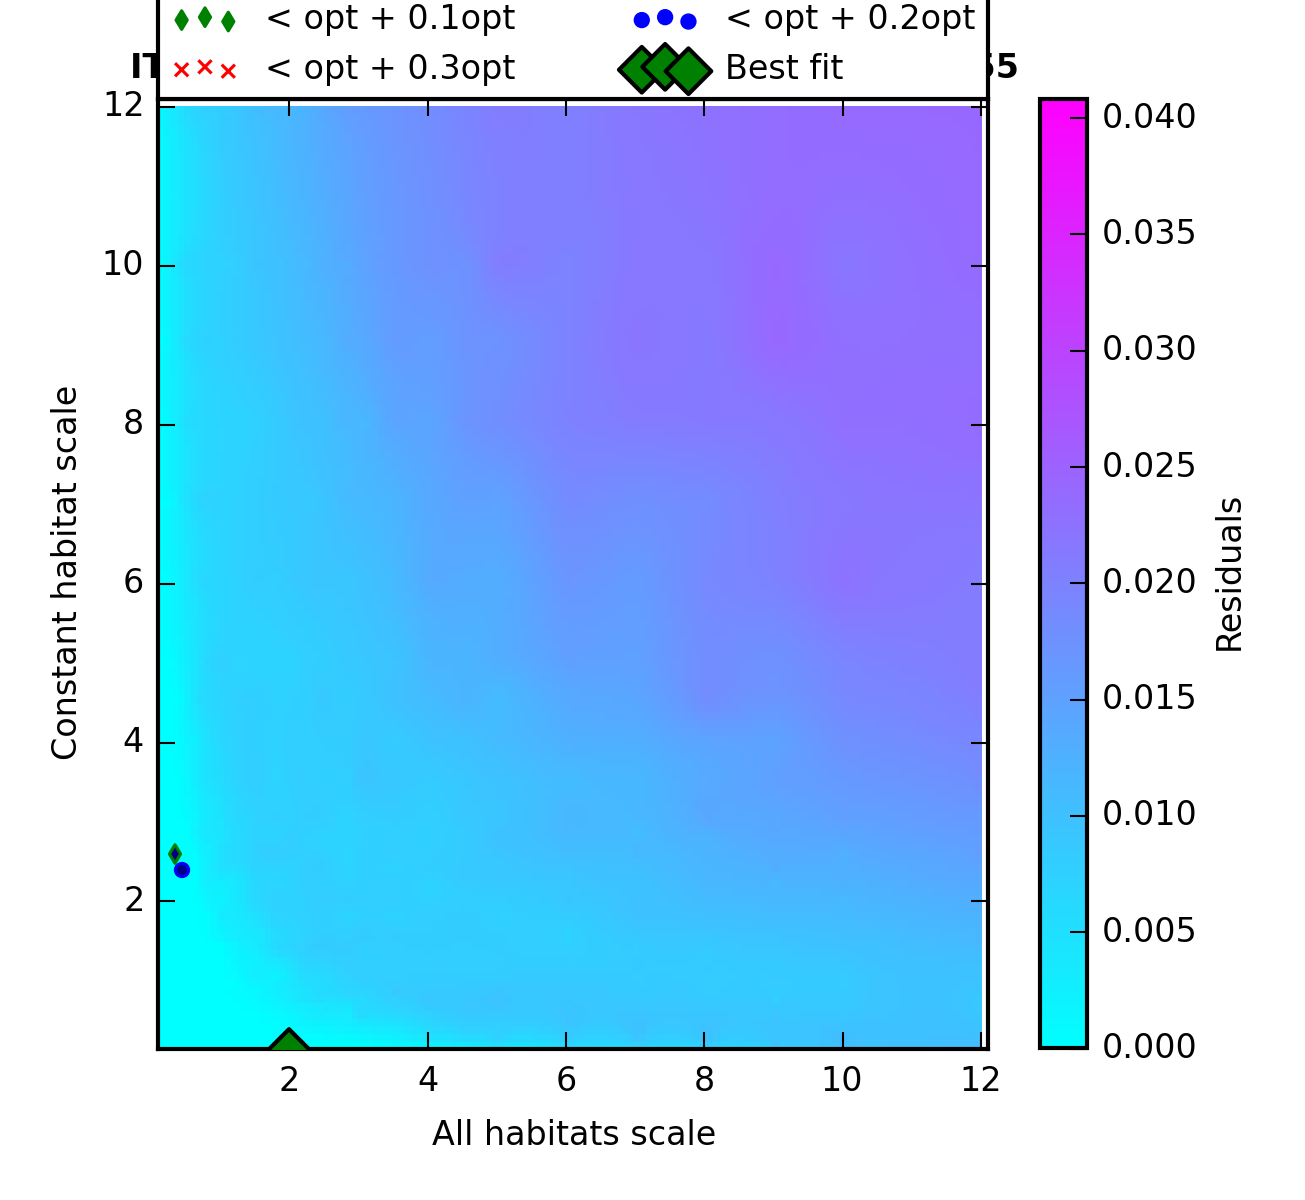 < opt + 0.1opt < opt + 0.2opt
< opt + 0.3opt Best fit
12
10
8
6
4
2
Constant habitat scale
2 4 6 8 10 12
All habitats scale
0.040
0.035
0.030
0.025
0.020
0.015
0.010
0.005
0.000
Residuals